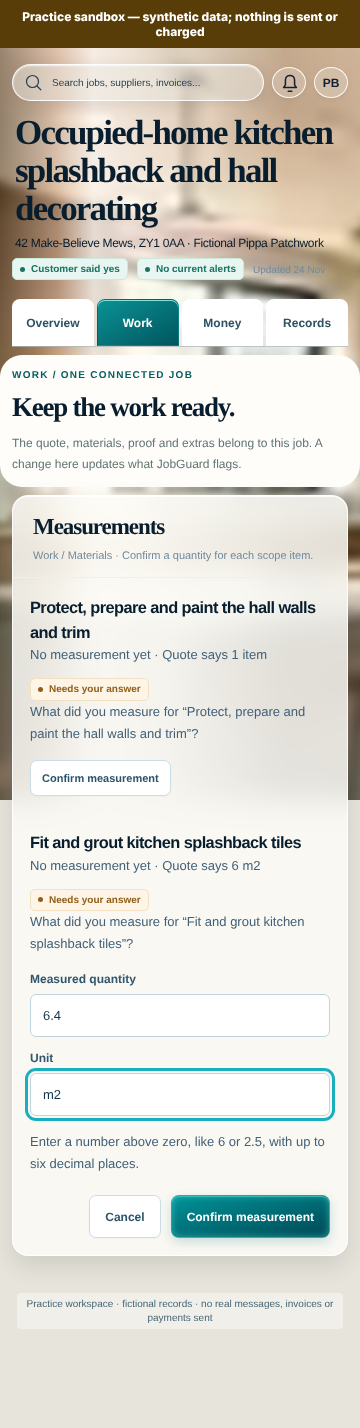 Practice sandbox — synthetic data; nothing is sent or
charged
Search jobs, suppliers, invoices...
PB
Occupied-home kitchen
splashback and hall
decorating
42 Make-Believe Mews, ZY1 0AA · Fictional Pippa Patchwork
Customer said yes
No current alerts
Updated 24 Nov
Overview
Work
Money
Records
WORK / ONE CONNECTED JOB
Keep the work ready.
The quote, materials, proof and extras belong to this job. A
change here updates what JobGuard flags.
Measurements
Work / Materials · Confirm a quantity for each scope item.
Protect, prepare and paint the hall walls
and trim
No measurement yet · Quote says 1 item
Needs your answer
What did you measure for “Protect, prepare and
paint the hall walls and trim”?
Confirm measurement
Fit and grout kitchen splashback tiles
No measurement yet · Quote says 6 m2
Needs your answer
What did you measure for “Fit and grout kitchen
splashback tiles”?
Measured quantity
6.4
Unit
m2
Enter a number above zero, like 6 or 2.5, with up to
six decimal places.
Cancel
Confirm measurement
Practice workspace · fictional records · no real messages, invoices or
payments sent